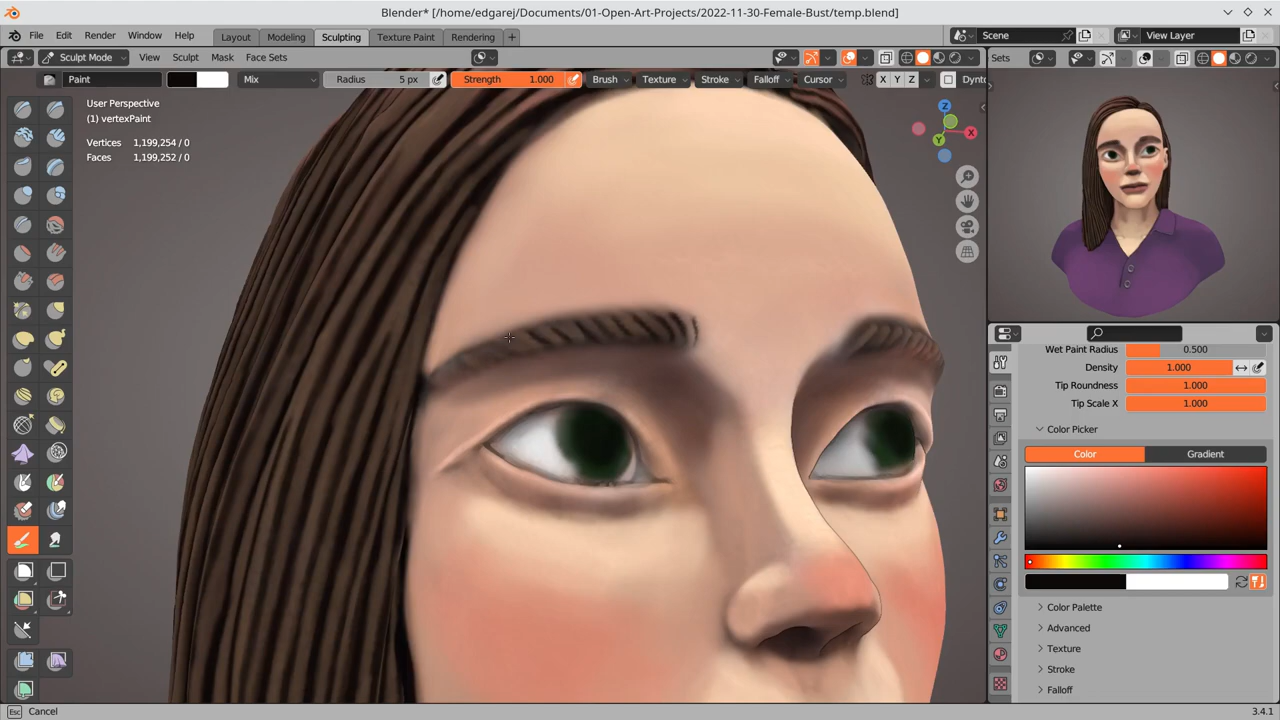 Blender* [/home/edgarej/Documents/01-Open-Art-Projects/2022-11-30-Female-Bust/temp.blend]
File Edit Render Window Help Layout Modeling Sculpting Texture Paint Rendering + Scene View Layer
Sculpt Mode View Sculpt Mask Face Sets Sets
Paint Mix Radius 5 px Strength 1.000 Brush Texture Stroke Falloff Cursor X Y Z Dynto
User Perspective
(1) vertexPaint
Vertices 1,199,254 / 0
Faces 1,199,252 / 0
Z
X
Y
Wet Paint Radius 0.500
Density 1.000
Tip Roundness 1.000
Tip Scale X 1.000
Color Picker
Color Gradient
Color Palette
Advanced
Texture
Stroke
Falloff
Esc Cancel 3.4.1